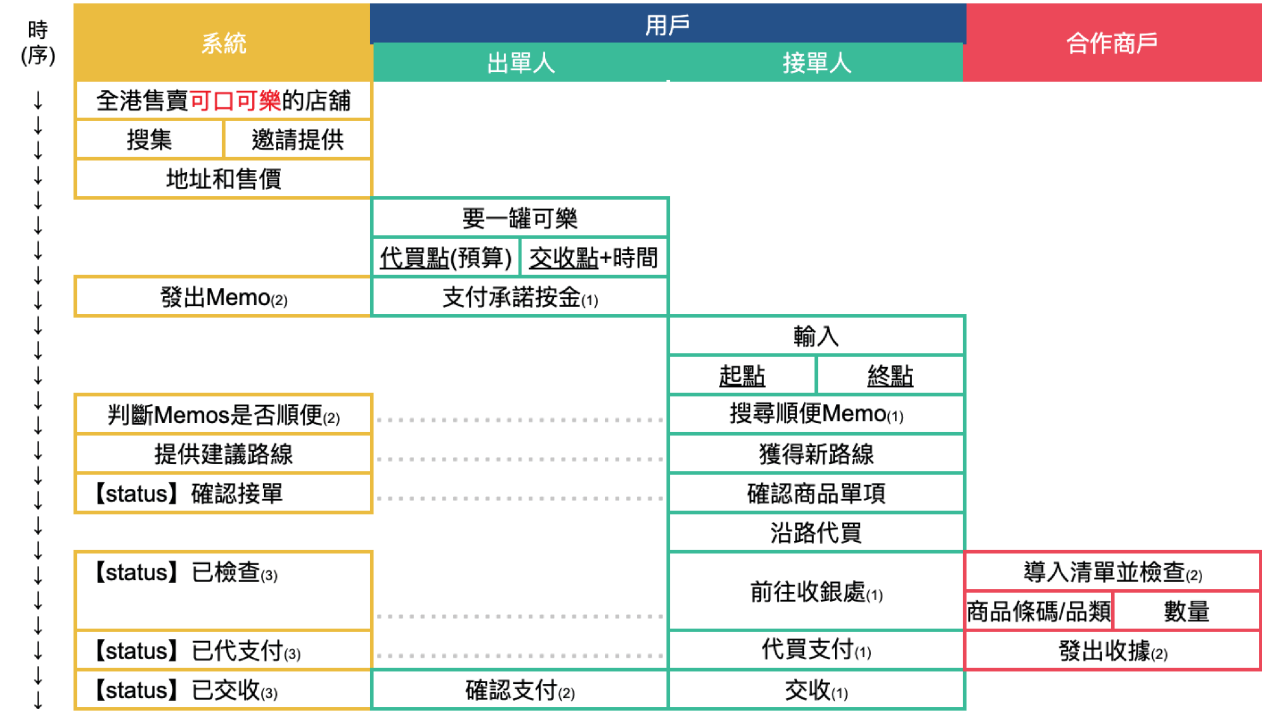 時
(序)
系統
用戶
合作商戶
出單人
接單人
全港售賣可口可樂的店舖
搜集
邀請提供
地址和售價
要一罐可樂
代買點(預算)
交收點+時間
發出Memo(2)
支付承諾按金(1)
輸入
起點
終點
判斷Memos是否順便(2)
搜尋順便Memo(1)
提供建議路線
獲得新路線
【status】確認接單
確認商品單項
沿路代買
【status】已檢查(3)
前往收銀處(1)
導入清單並檢查(2)
商品條碼/品類
數量
【status】已代支付(3)
代買支付(1)
發出收據(2)
【status】已交收(3)
確認支付(2)
交收(1)